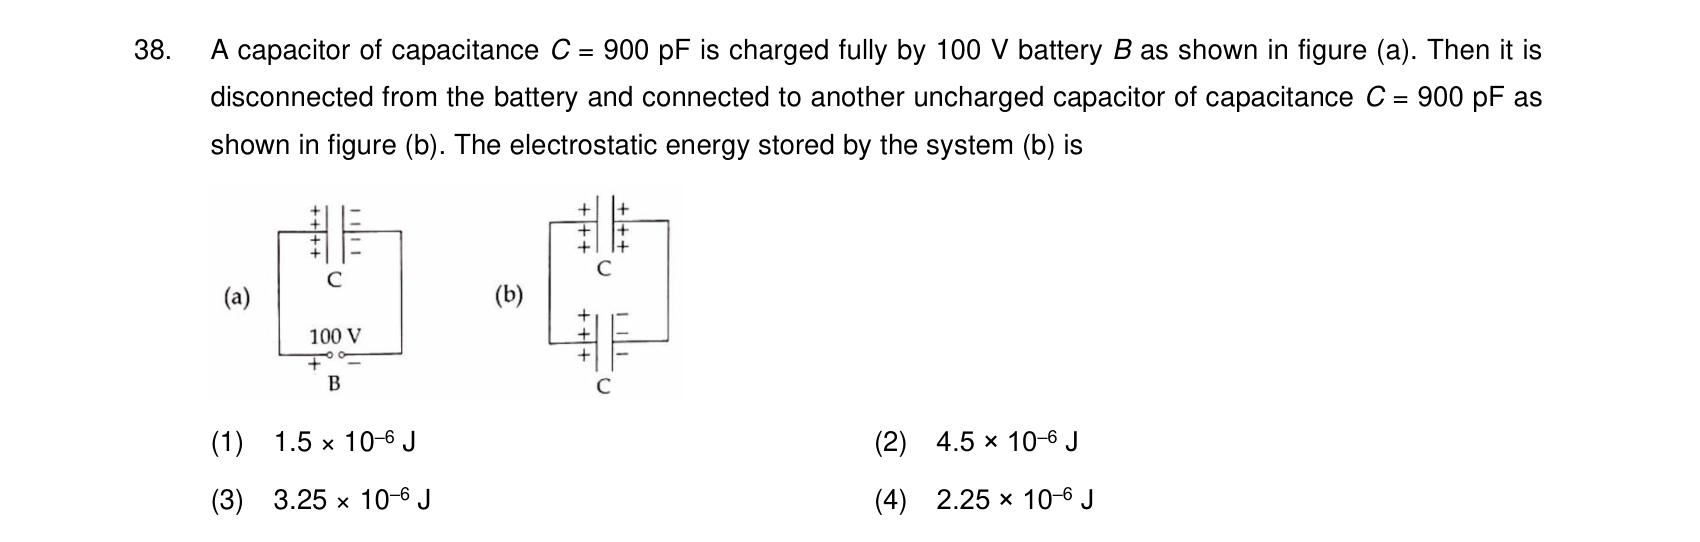 38. A capacitor of capacitance C = 900 pF is charged fully by 100 V battery B as shown in figure (a). Then it is
disconnected from the battery and connected to another uncharged capacitor of capacitance C = 900 pF as
shown in figure (b). The electrostatic energy stored by the system (b) is
(a)
+ + + +
– – – –
C
100 V
+ –
B
(b)
+ + +
+ + +
C
+ + +
– – –
C
(1) 1.5 × 10⁻⁶ J
(2) 4.5 × 10⁻⁶ J
(3) 3.25 × 10⁻⁶ J
(4) 2.25 × 10⁻⁶ J